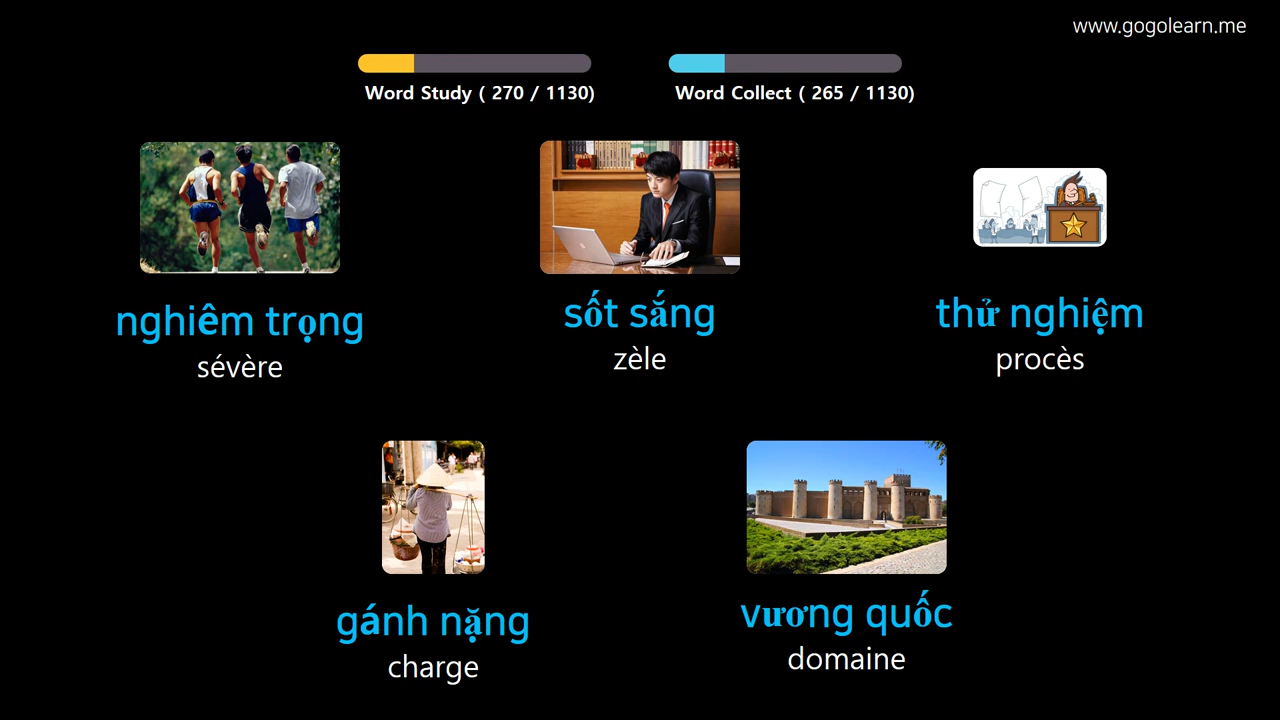 www.gogolearn.me
Word Study ( 270 / 1130)
Word Collect ( 265 / 1130)
nghiêm trọng
sévère
sốt sắng
zèle
thử nghiệm
procès
gánh nặng
charge
vương quốc
domaine